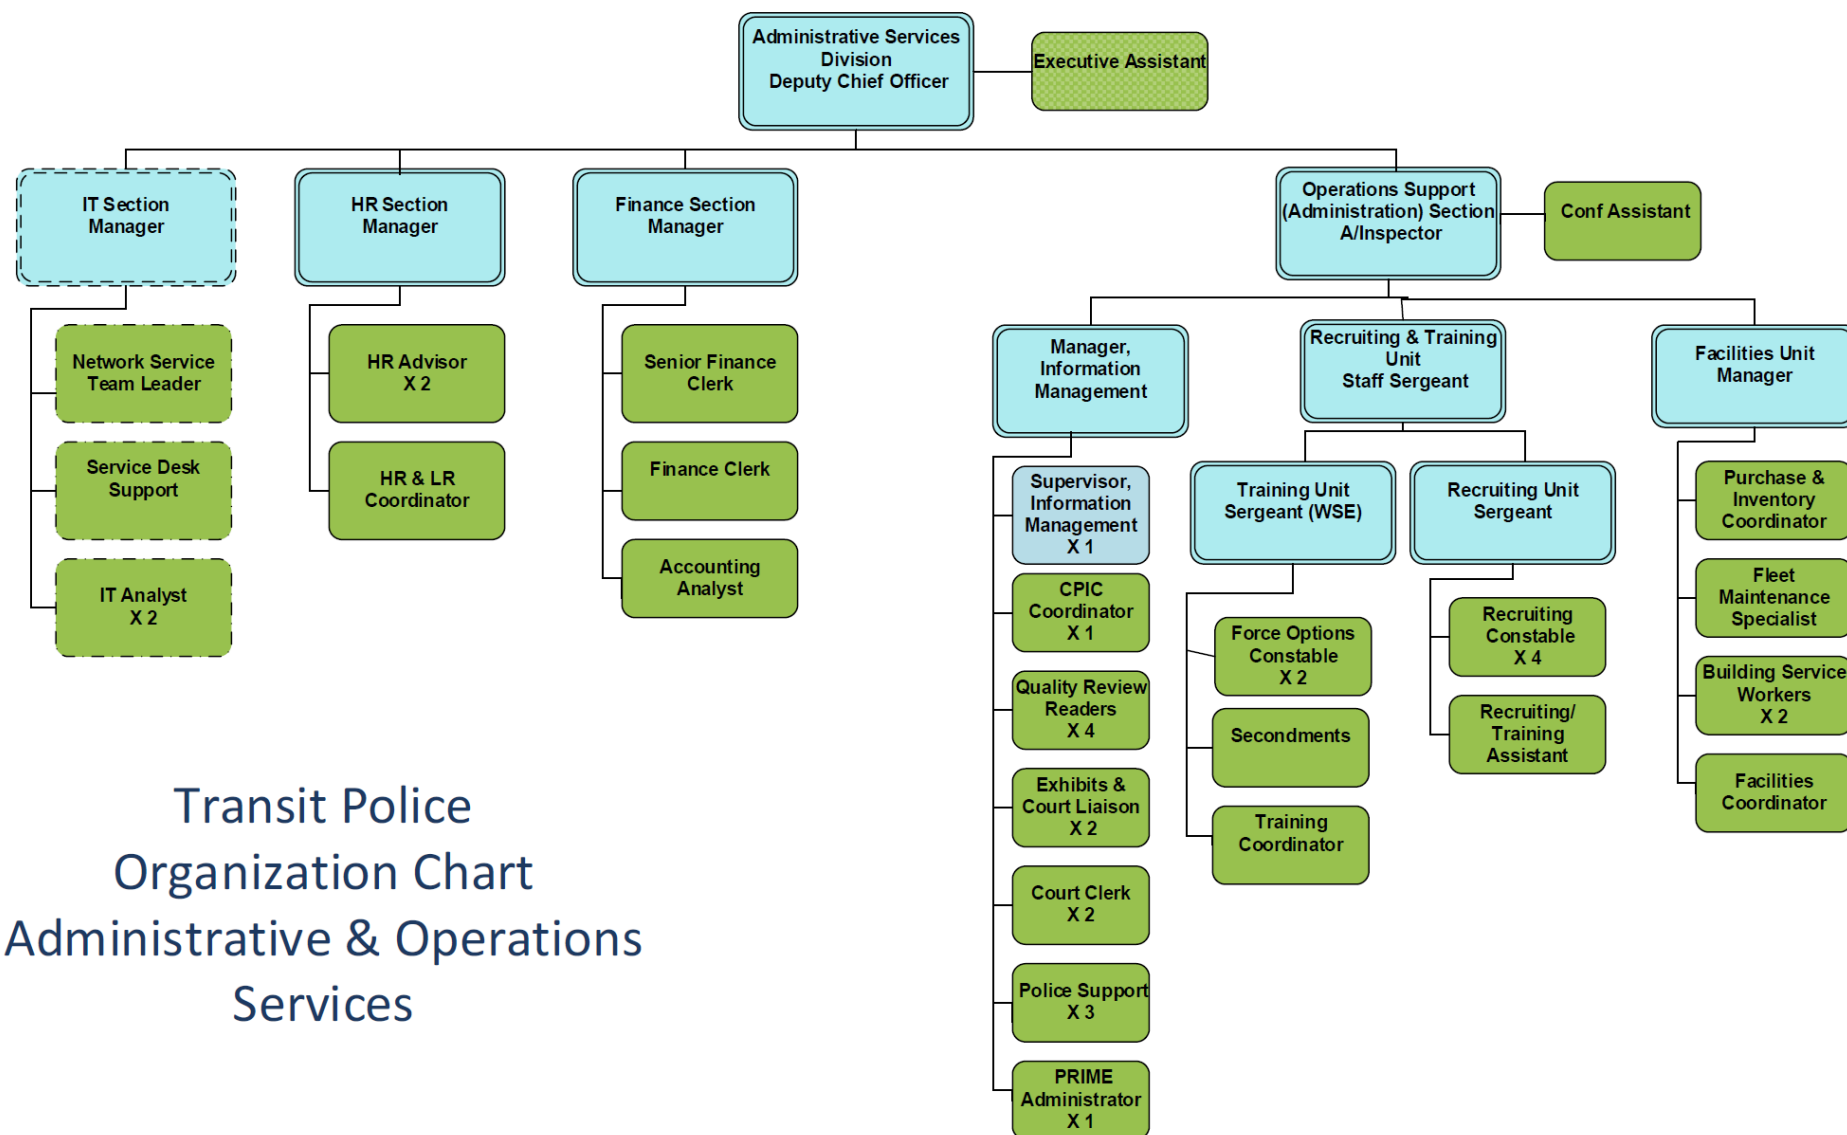 Administrative Services
Division
Deputy Chief Officer
Executive Assistant
IT Section
Manager
HR Section
Manager
Finance Section
Manager
Operations Support
(Administration) Section
A/Inspector
Conf Assistant
Network Service
Team Leader
Service Desk
Support
IT Analyst
X 2
HR Advisor
X 2
HR & LR
Coordinator
Senior Finance
Clerk
Finance Clerk
Accounting
Analyst
Manager,
Information
Management
Recruiting & Training
Unit
Staff Sergeant
Facilities Unit
Manager
Supervisor,
Information
Management
X 1
CPIC
Coordinator
X 1
Quality Review
Readers
X 4
Exhibits &
Court Liaison
X 2
Court Clerk
X 2
Police Support
X 3
PRIME
Administrator
X 1
Training Unit
Sergeant (WSE)
Force Options
Constable
X 2
Secondments
Training
Coordinator
Recruiting Unit
Sergeant
Recruiting
Constable
X 4
Recruiting/
Training
Assistant
Purchase &
Inventory
Coordinator
Fleet
Maintenance
Specialist
Building Service
Workers
X 2
Facilities
Coordinator
Transit Police
Organization Chart
Administrative & Operations
Services